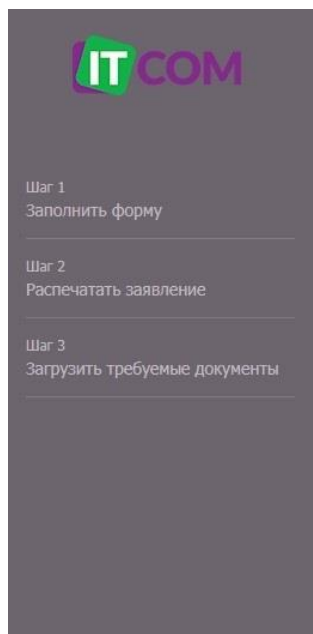 ITCOM
Шаг 1
Заполнить форму
Шаг 2
Распечатать заявление
Шаг 3
Загрузить требуемые документы